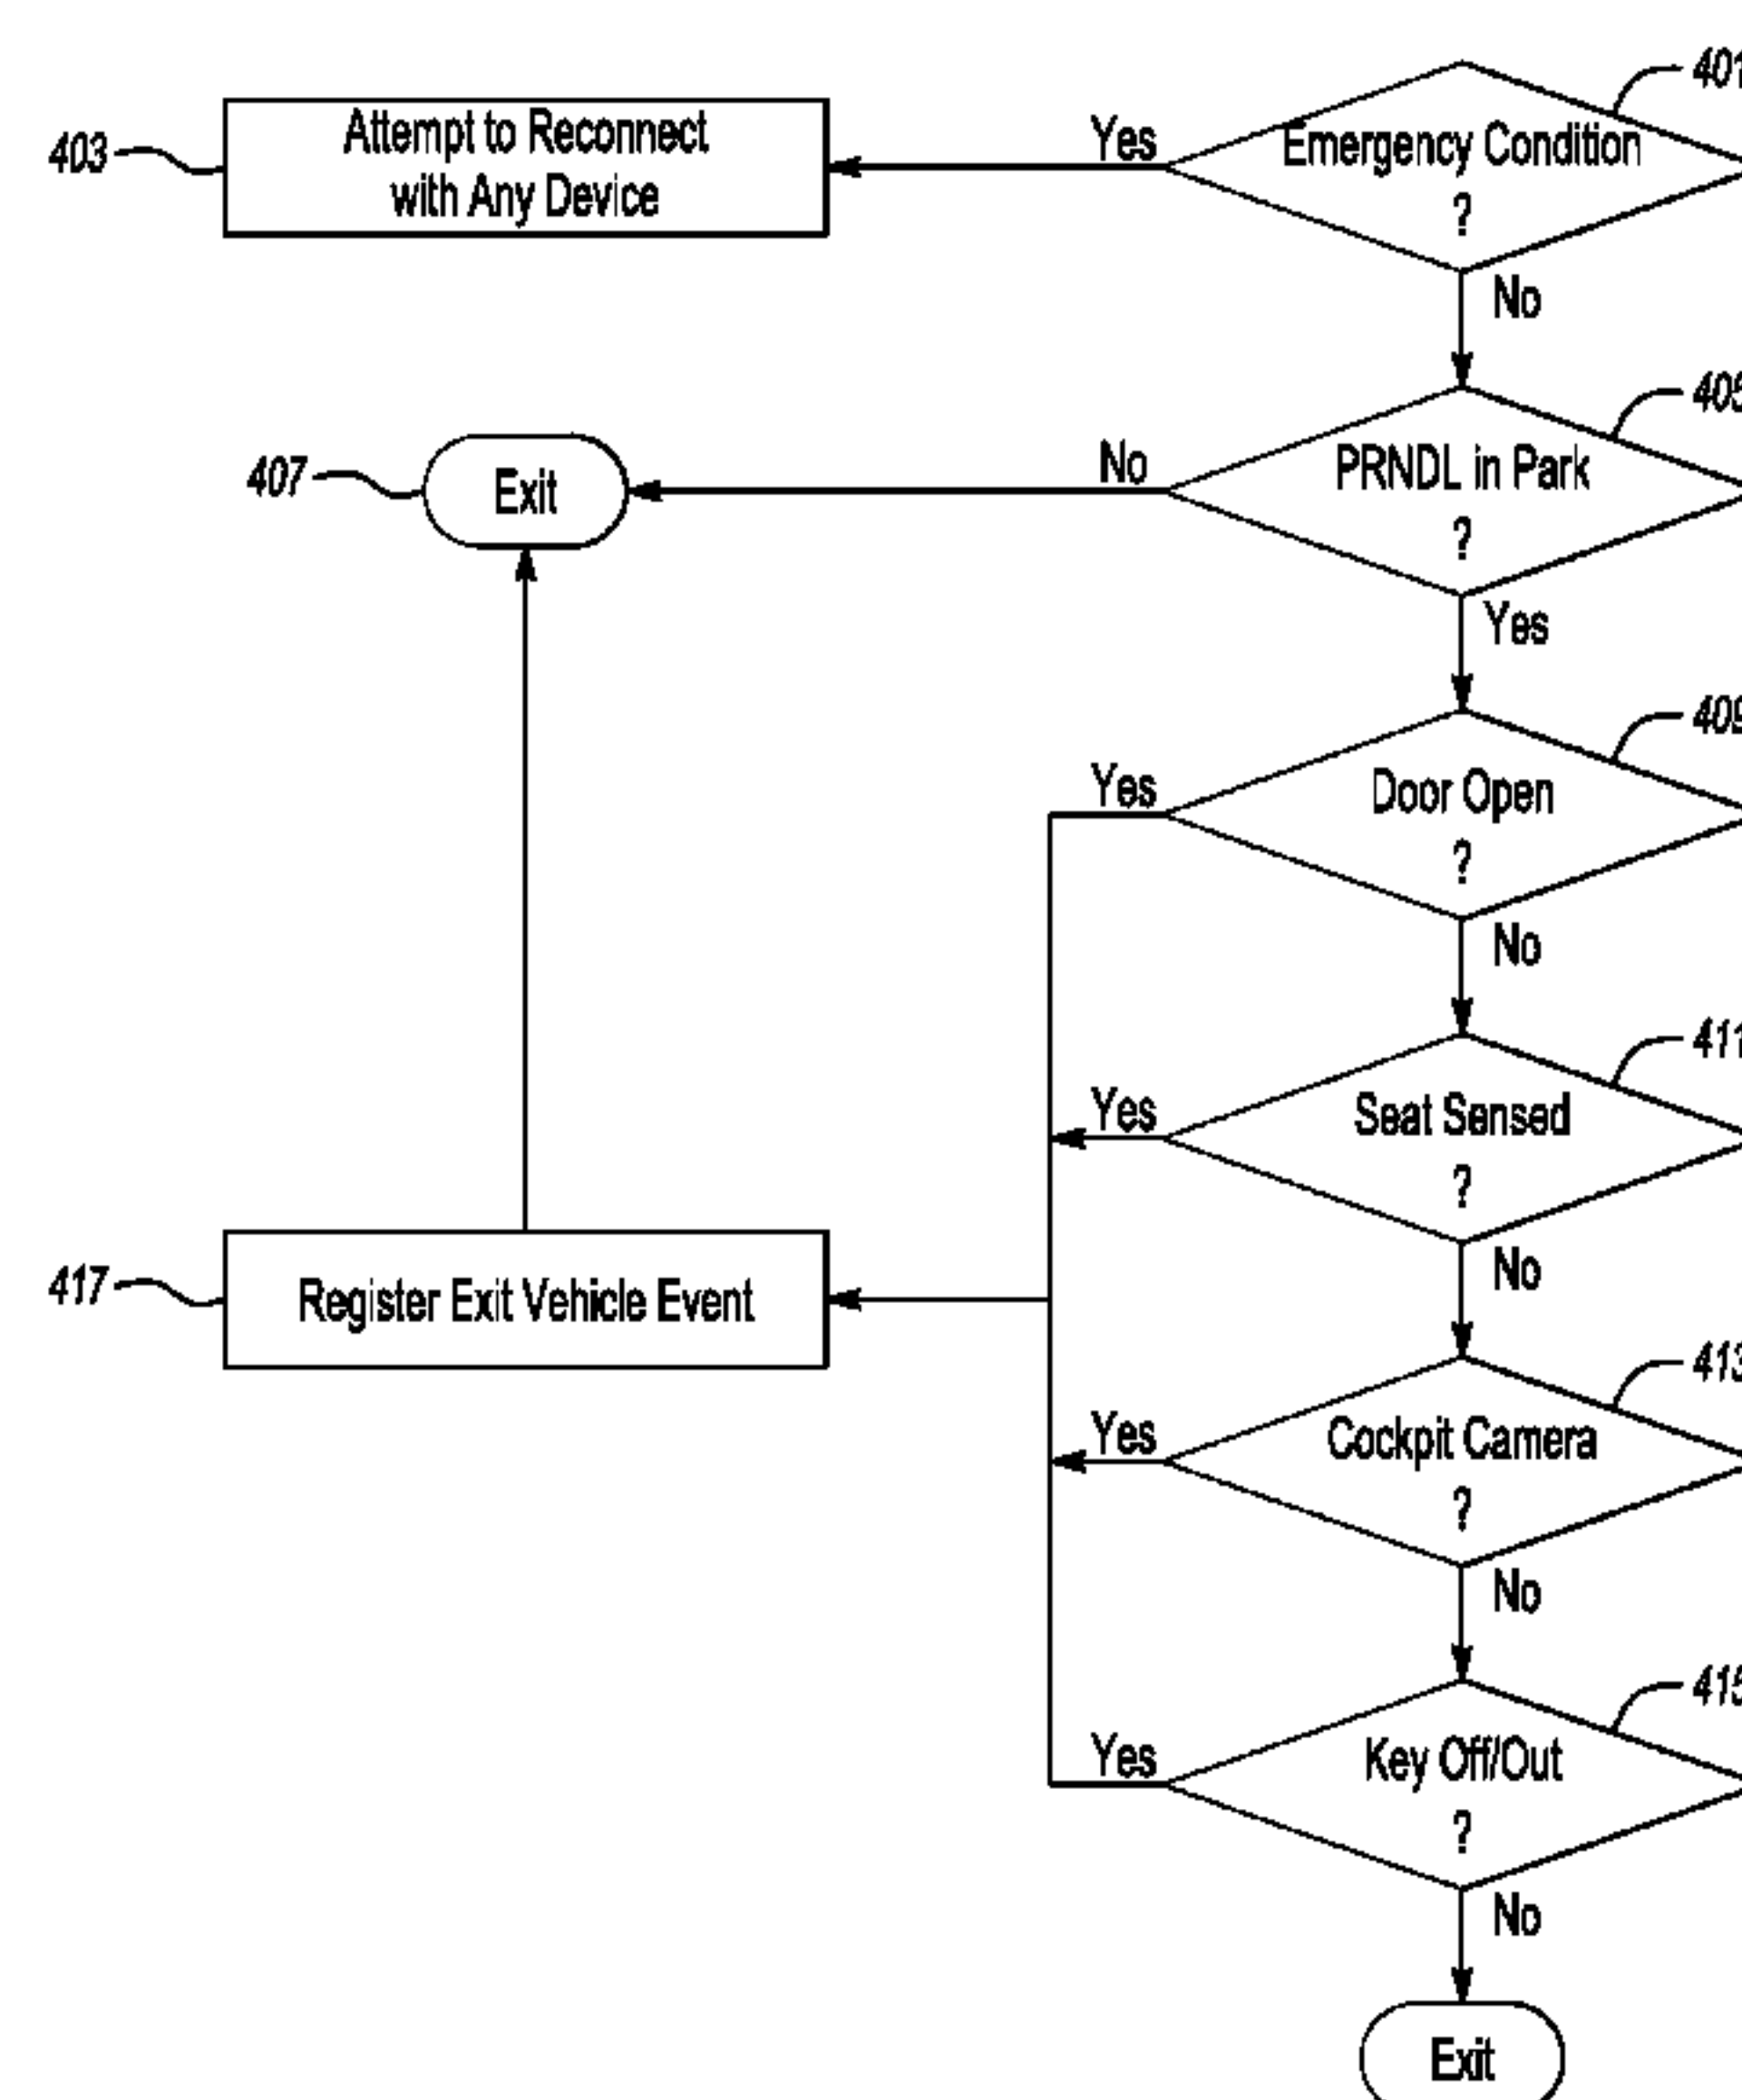 401
403
Attempt to Reconnect
with Any Device
Yes
Emergency Condition
?
No
405
407
Exit
No
PRNDL in Park
?
Yes
409
Yes
Door Open
?
No
411
Yes
Seat Sensed
?
No
417
Register Exit Vehicle Event
413
Yes
Cockpit Camera
?
No
415
Yes
Key Off/Out
?
No
Exit